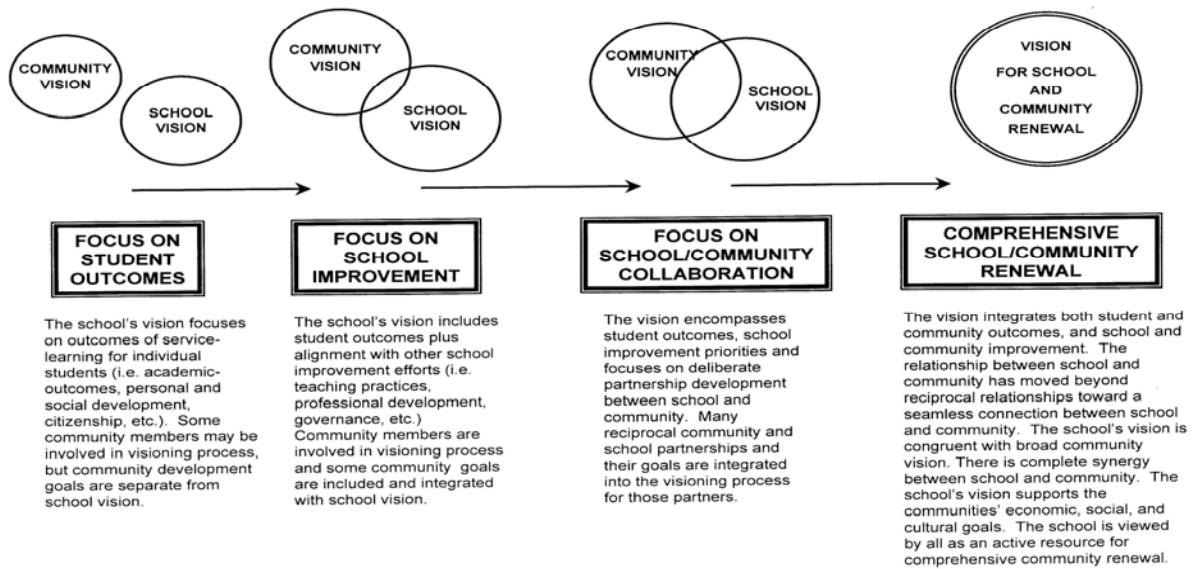 COMMUNITY
VISION
SCHOOL
VISION
COMMUNITY
VISION
SCHOOL
VISION
COMMUNITY
VISION
SCHOOL
VISION
VISION
FOR SCHOOL
AND
COMMUNITY
RENEWAL
FOCUS ON
STUDENT
OUTCOMES
The school's vision focuses
on outcomes of service-
learning for individual
students (i.e. academic-
outcomes, personal and
social development,
citizenship, etc.). Some
community members may be
involved in visioning process,
but community development
goals are separate from
school vision.
FOCUS ON
SCHOOL
IMPROVEMENT
The school's vision includes
student outcomes plus
alignment with other school
improvement efforts (i.e.
teaching practices,
professional development,
governance, etc.)
Community members are
involved in visioning process
and some community goals
are included and integrated
with school vision.
FOCUS ON
SCHOOL/COMMUNITY
COLLABORATION
The vision encompasses
student outcomes, school
improvement priorities and
focuses on deliberate
partnership development
between school and
community. Many
reciprocal community and
school partnerships and
their goals are integrated
into the visioning process
for those partners.
COMPREHENSIVE
SCHOOL/COMMUNITY
RENEWAL
The vision integrates both student and
community outcomes, and school and
community improvement. The
relationship between school and
community has moved beyond
reciprocal relationships toward a
seamless connection between school
and community. The school's vision is
congruent with broad community
vision. There is complete synergy
between school and community. The
school's vision supports the
communities' economic, social, and
cultural goals. The school is viewed
by all as an active resource for
comprehensive community renewal.